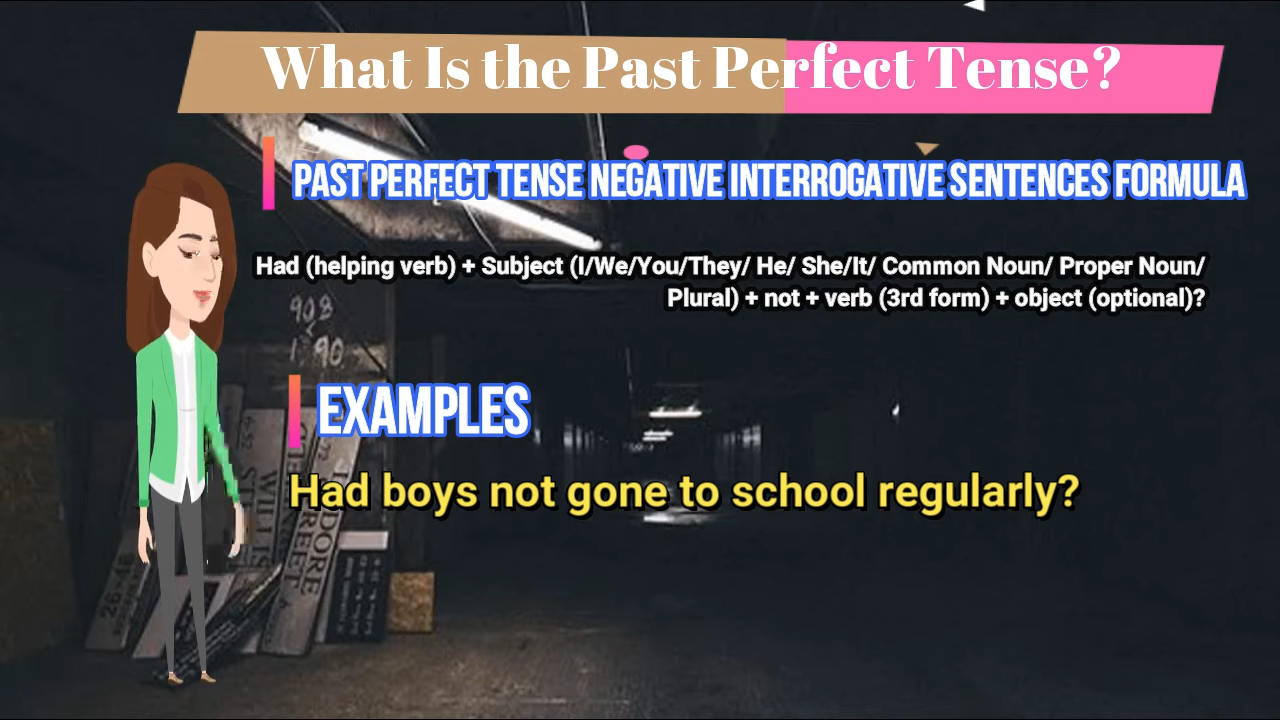 What Is the Past Perfect Tense?
PAST PERFECT TENSE NEGATIVE INTERROGATIVE SENTENCES FORMULA
Had (helping verb) + Subject (I/We/You/They/ He/ She/It/ Common Noun/ Proper Noun/
Plural) + not + verb (3rd form) + object (optional)?
908
EXAMPLES
Had boys not gone to school regularly?